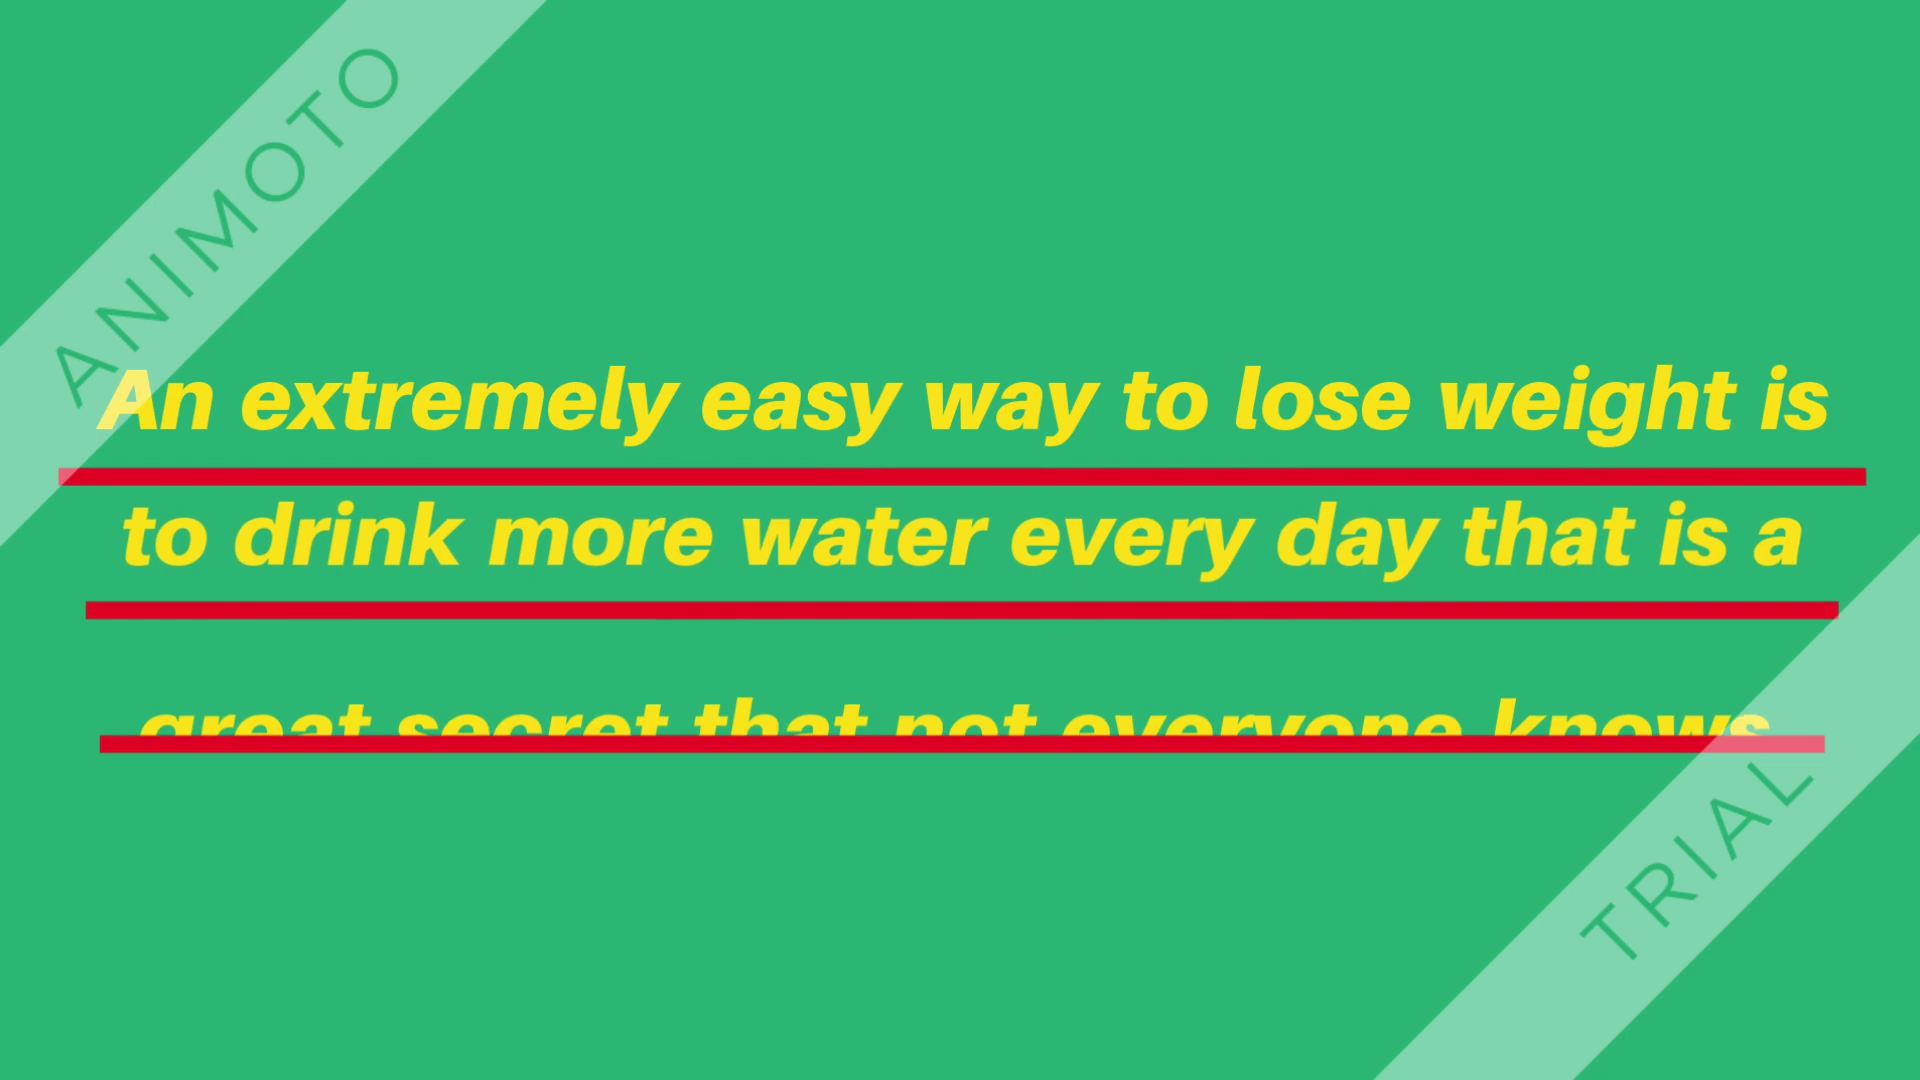 ANIMOTO
An extremely easy way to lose weight is
to drink more water every day that is a
great secret that not everyone knows
TRIAL